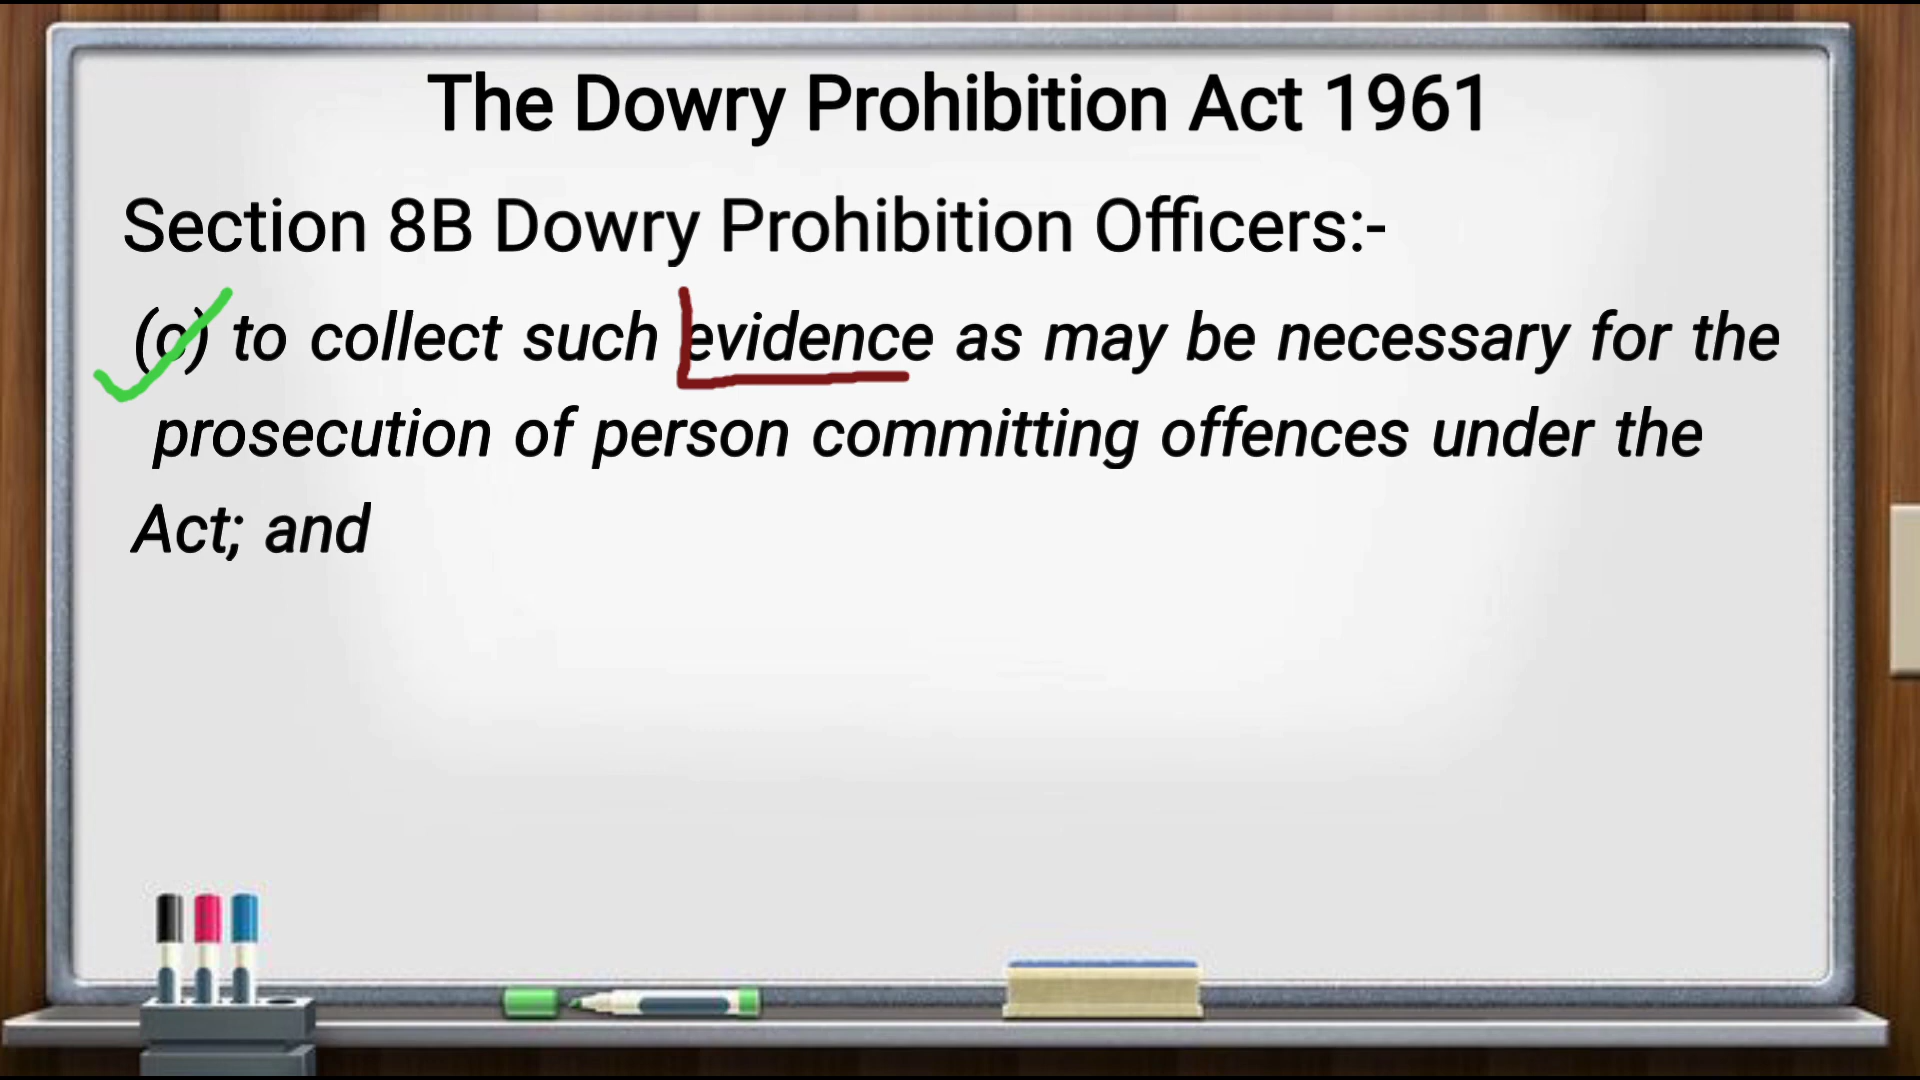 The Dowry Prohibition Act 1961
Section 8B Dowry Prohibition Officers:-
(c) to collect such evidence as may be necessary for the
prosecution of person committing offences under the
Act; and